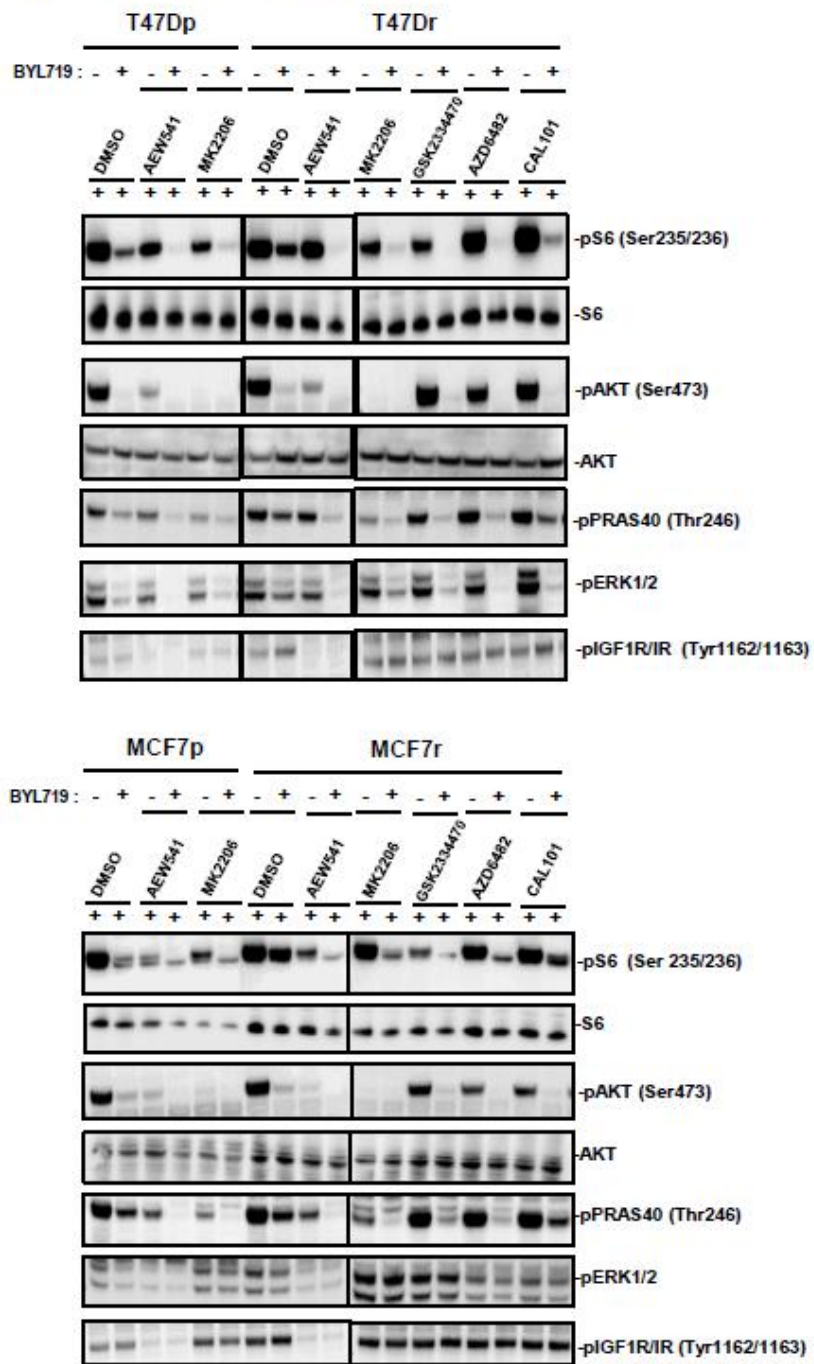 T47Dp T47Dr
BYL719 : - + - + - + - + - + - + - + - + - +
DMSO AEW541 MK2206 DMSO AEW541 MK2206 GSK2334470 AZD6482 CAL101
+ + + + + + + + + + + + + + + + + +
-pS6 (Ser235/236)
-S6
-pAKT (Ser473)
-AKT
-pPRAS40 (Thr246)
-pERK1/2
-pIGF1R/IR (Tyr1162/1163)
MCF7p MCF7r
BYL719 : - + - + - + - + - + - + - + - + - +
DMSO AEW541 MK2206 DMSO AEW541 MK2206 GSK2334470 AZD6482 CAL101
+ + + + + + + + + + + + + + + + + +
-pS6 (Ser 235/236)
-S6
-pAKT (Ser473)
-AKT
-pPRAS40 (Thr246)
-pERK1/2
-pIGF1R/IR (Tyr1162/1163)